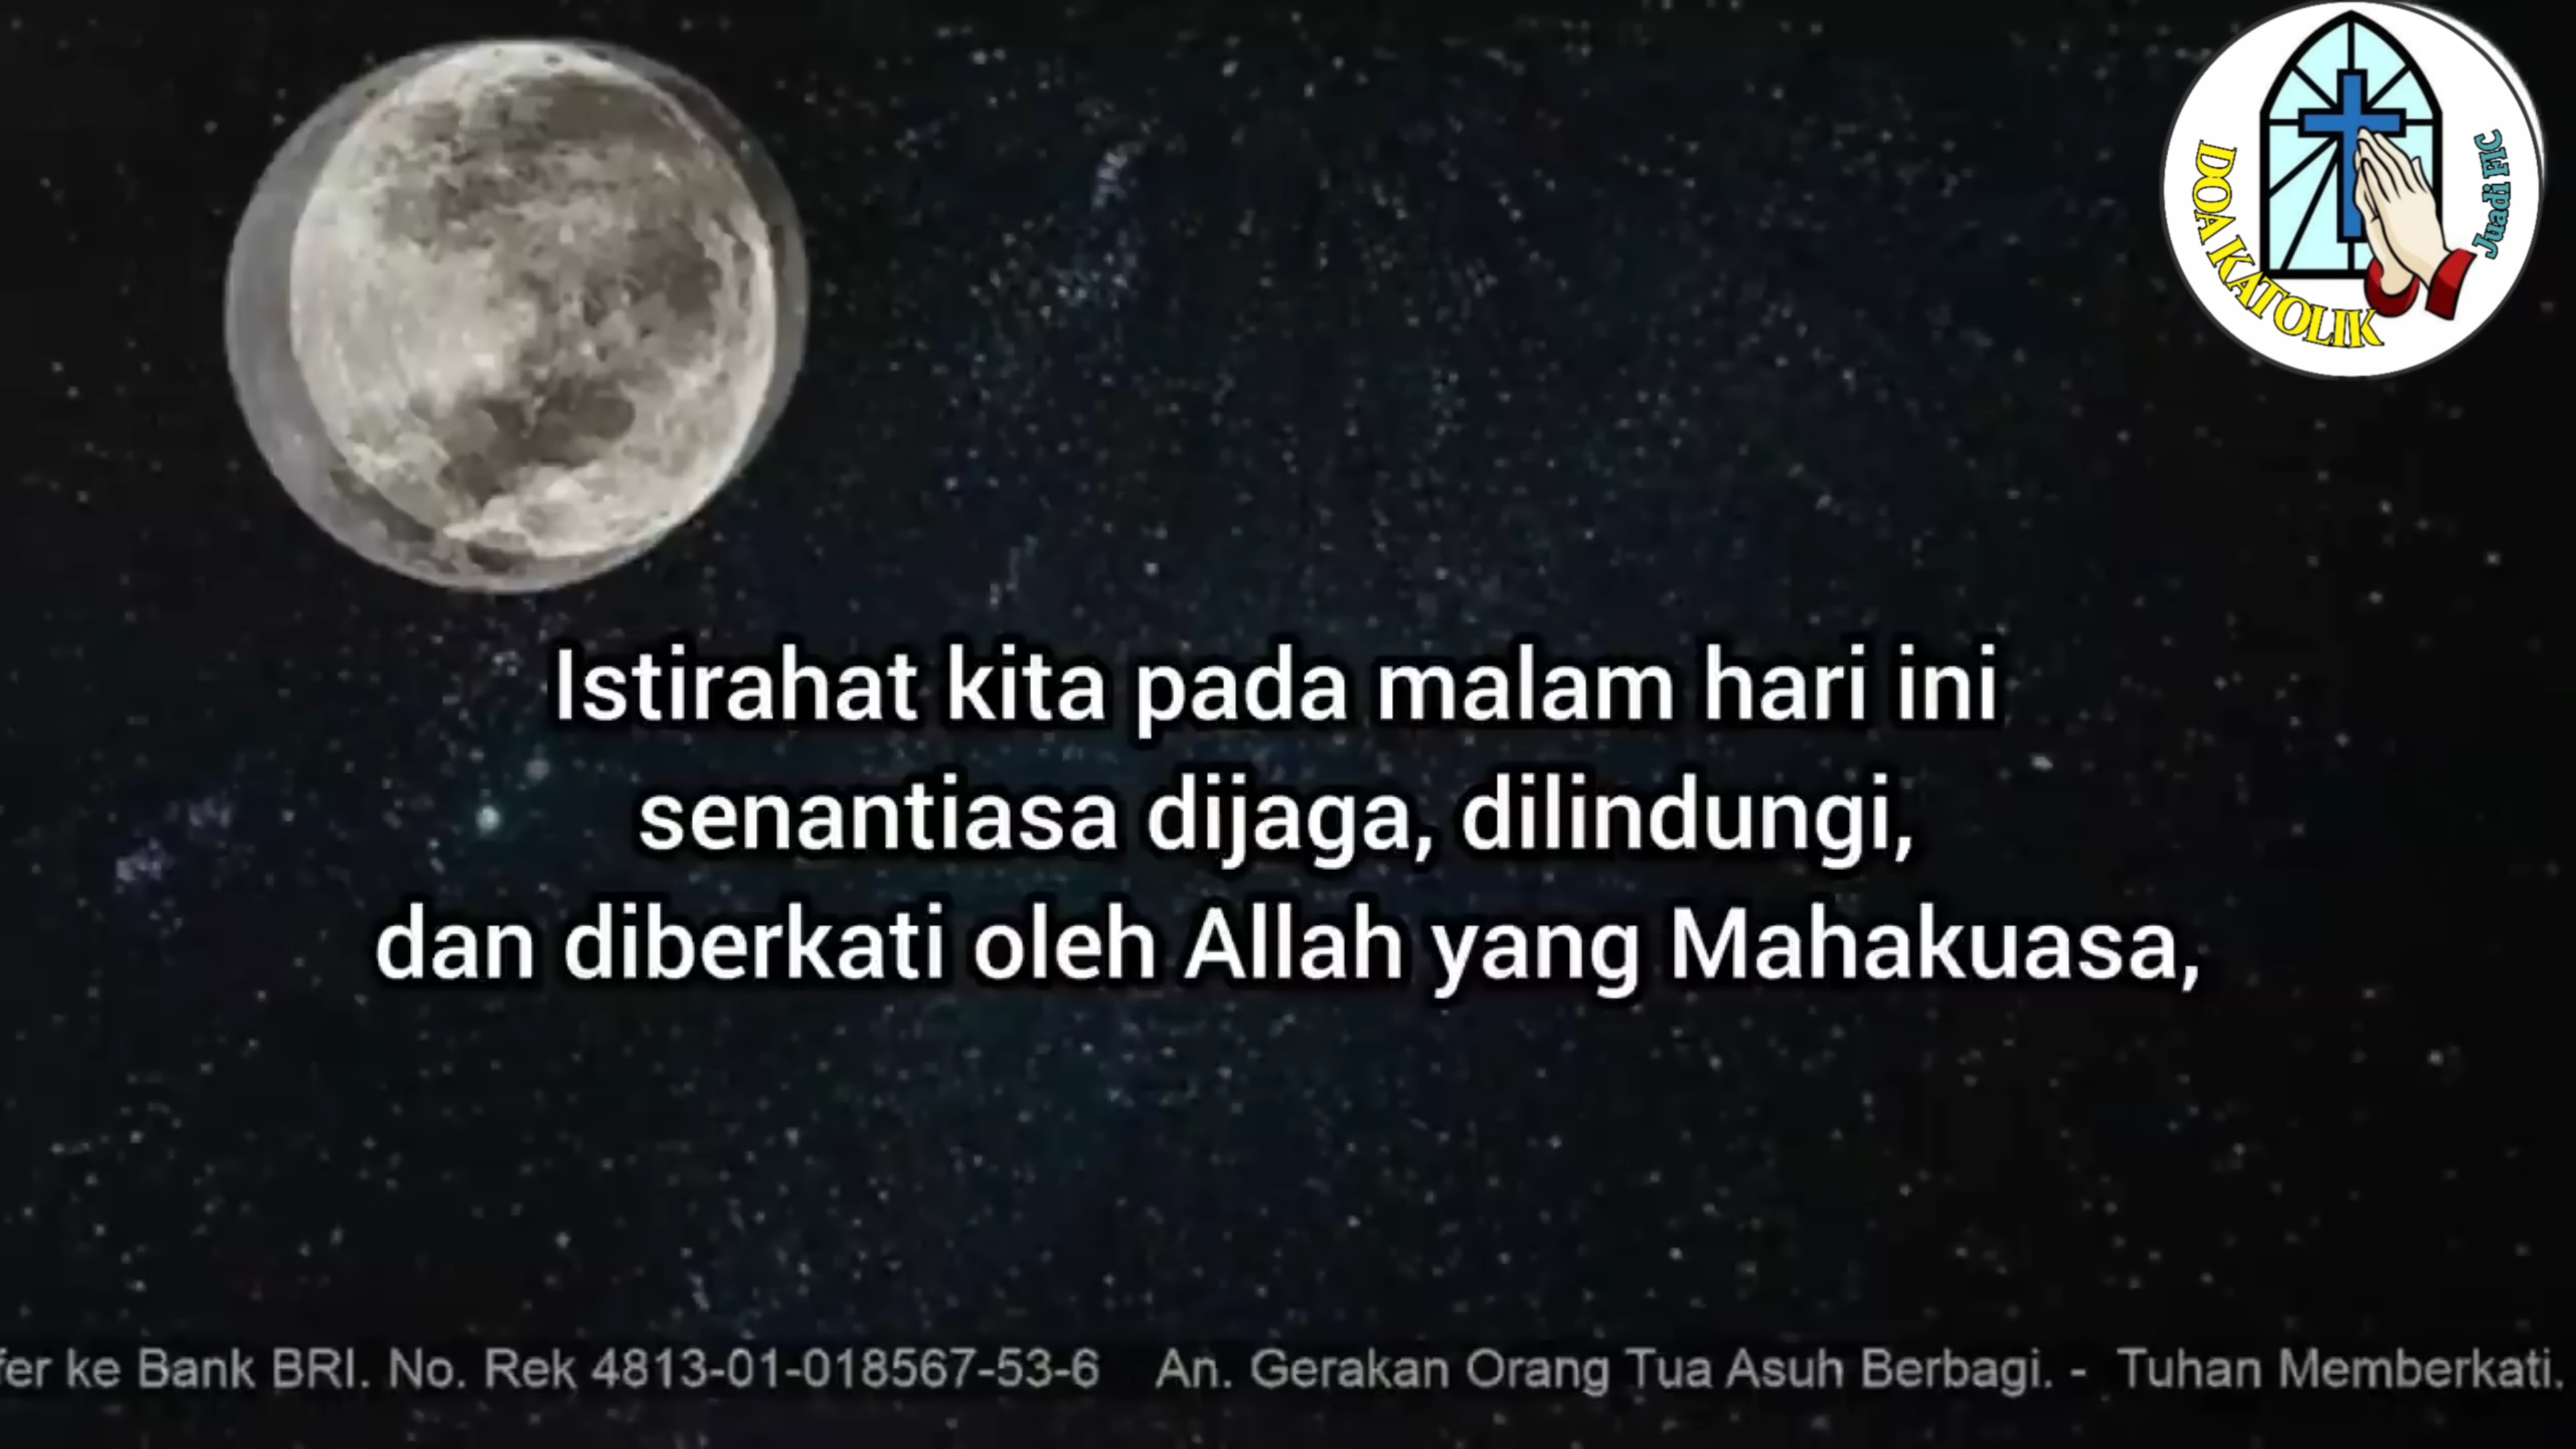 DOA KATOLIK
Juadi FIC
Istirahat kita pada malam hari ini
senantiasa dijaga, dilindungi,
dan diberkati oleh Allah yang Mahakuasa,
fer ke Bank BRI. No. Rek 4813-01-018567-53-6 An. Gerakan Orang Tua Asuh Berbagi. - Tuhan Memberkati.